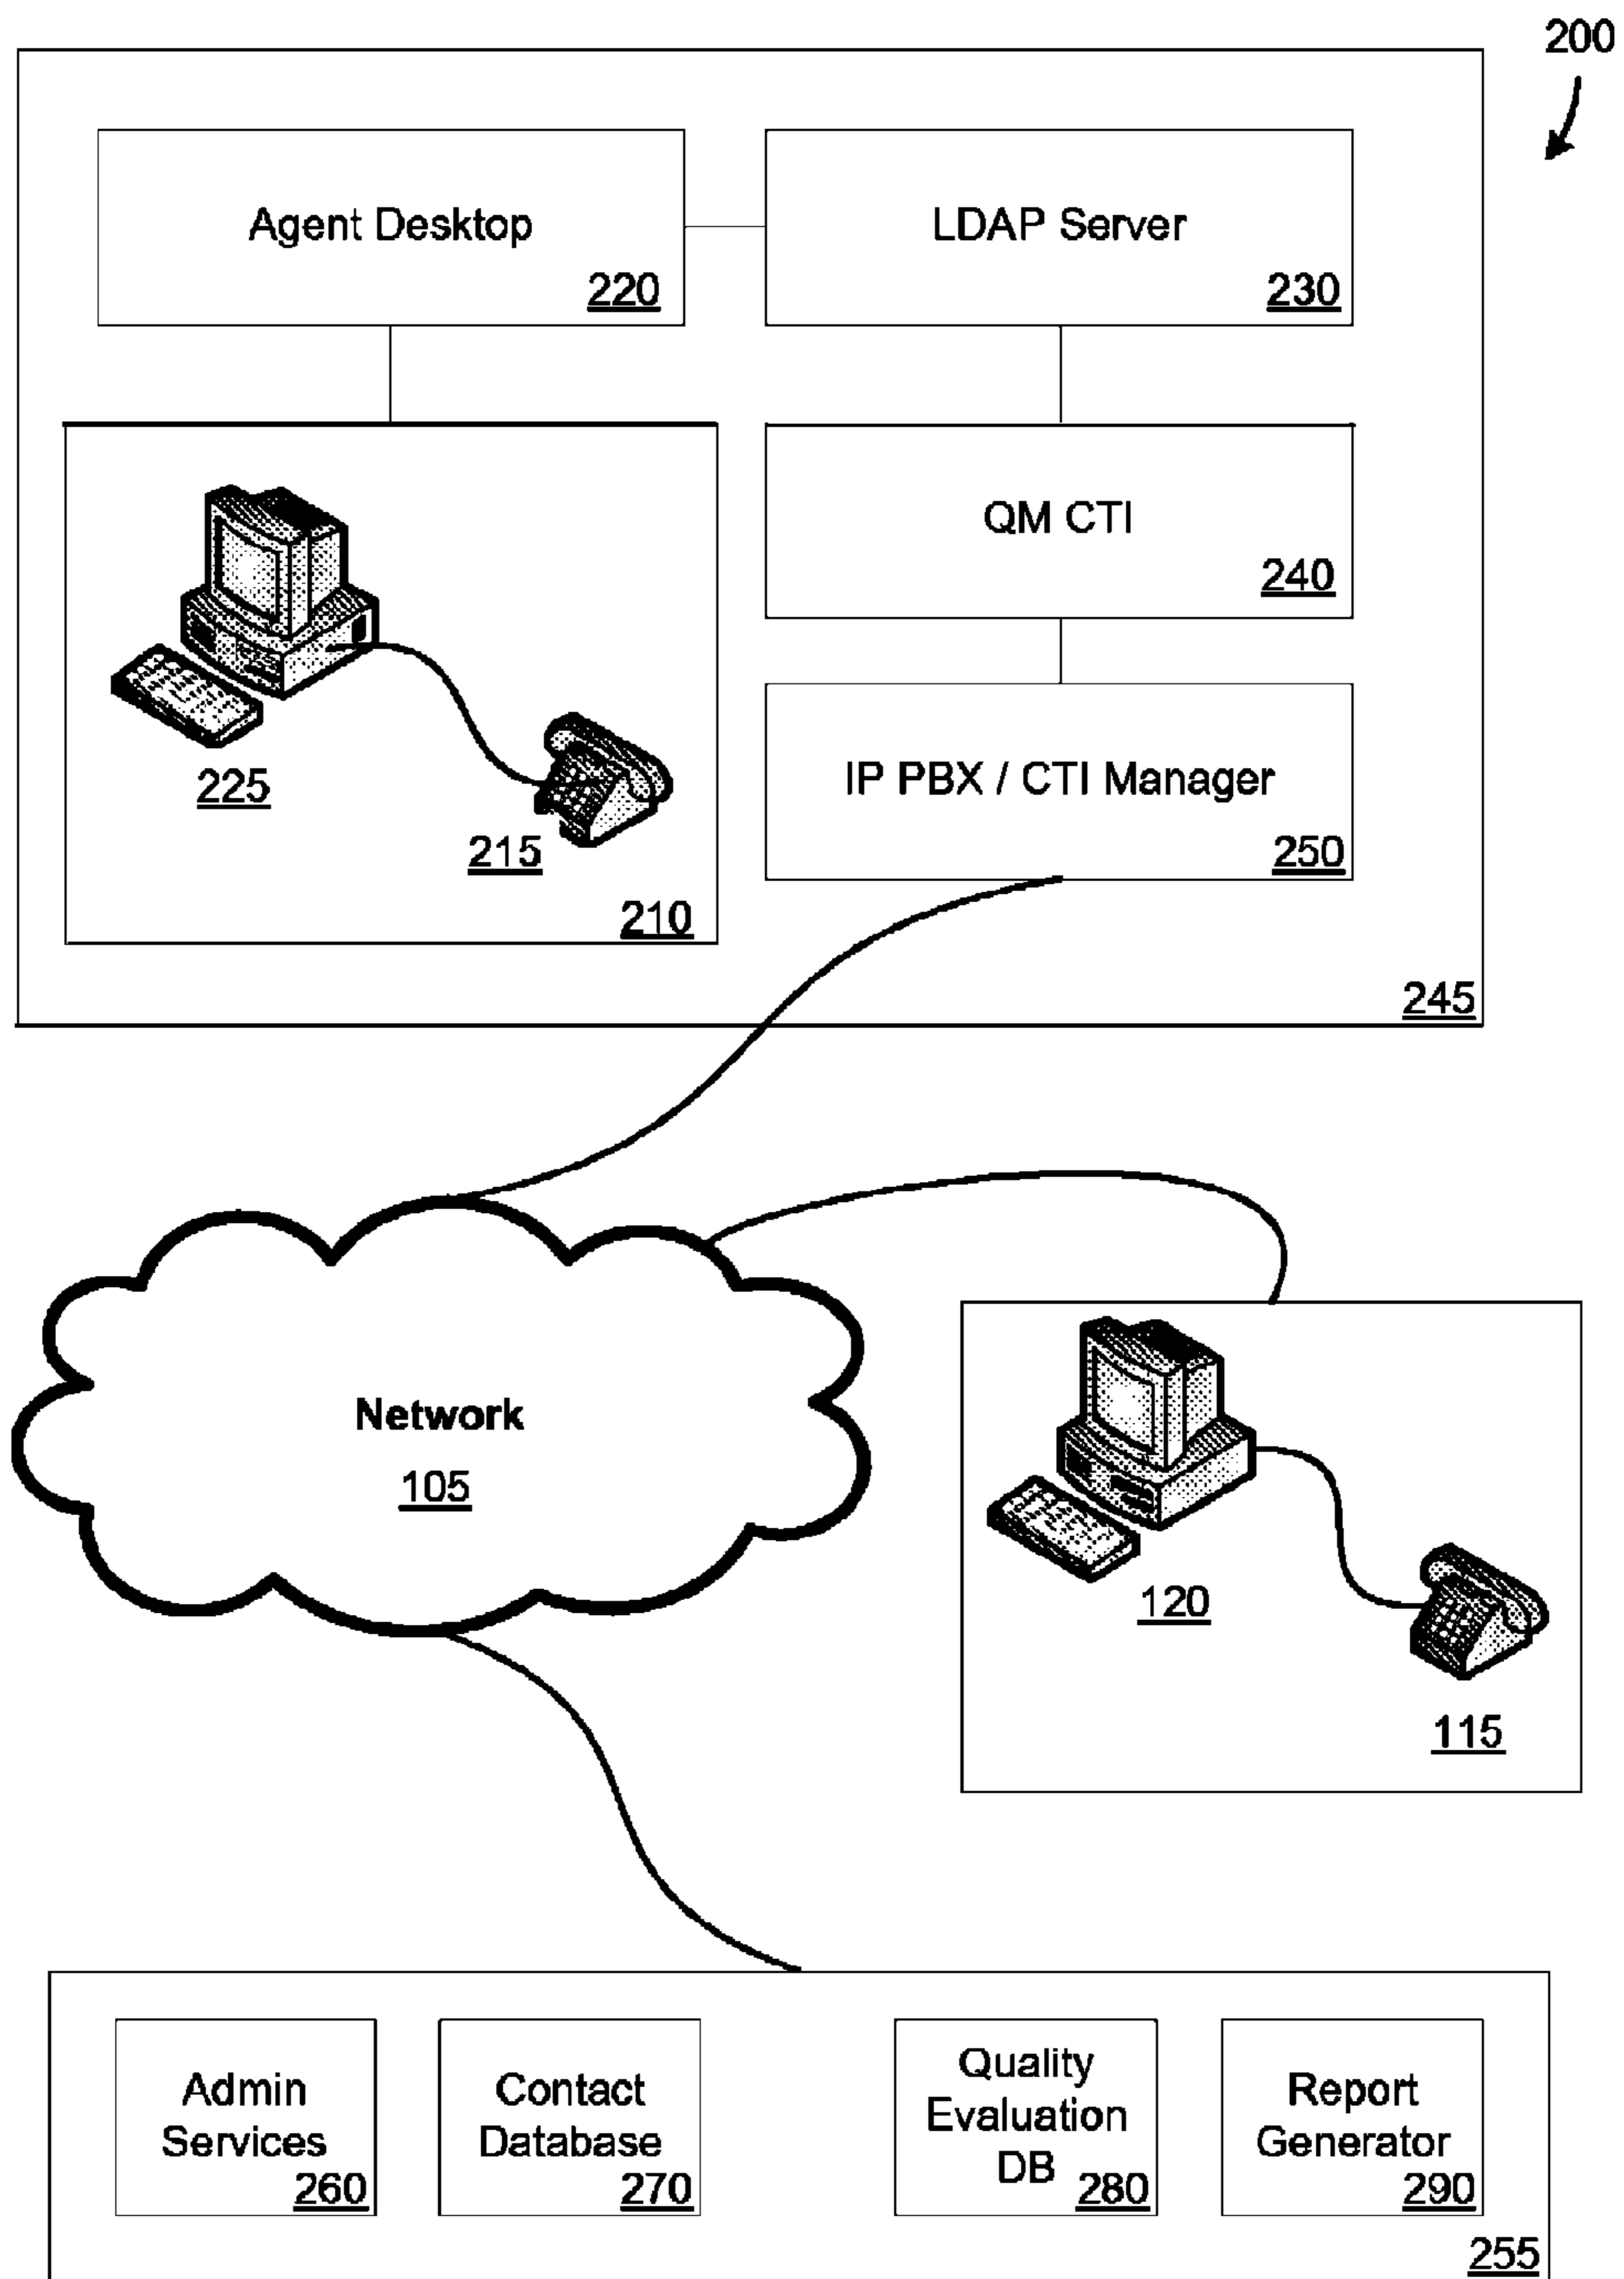 200
Agent Desktop
220
LDAP Server
230
QM CTI
240
225
215
210
IP PBX / CTI Manager
250
245
Network
105
120
115
Admin
Services
260
Contact
Database
270
Quality
Evaluation
DB
280
Report
Generator
290
255